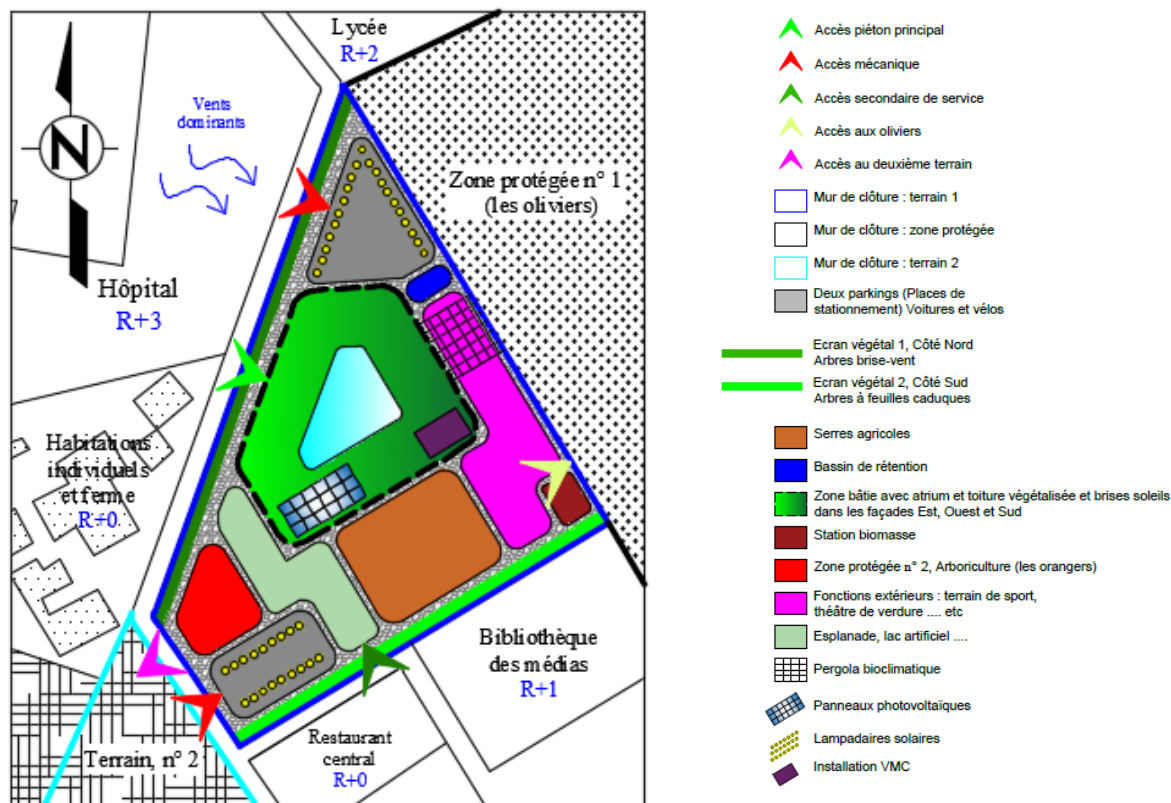 Lycée
R+2
Vents
dominants
N
Zone protégée n° 1
(les oliviers)
Hôpital
R+3
Habitations
individuels
et ferme
R+0
Bibliothèque
des médias
R+1
Restaurant
central
R+0
Terrain, n° 2
Accès piéton principal
Accès mécanique
Accès secondaire de service
Accès aux oliviers
Accès au deuxième terrain
Mur de clôture : terrain 1
Mur de clôture : zone protégée
Mur de clôture : terrain 2
Deux parkings (Places de
stationnement) Voitures et vélos
Ecran végétal 1, Côté Nord
Arbres brise-vent
Ecran végétal 2, Côté Sud
Arbres à feuilles caduques
Serres agricoles
Bassin de rétention
Zone bâtie avec atrium et toiture végétalisée et brises soleils
dans les façades Est, Ouest et Sud
Station biomasse
Zone protégée n° 2, Arboriculture (les orangers)
Fonctions extérieurs : terrain de sport,
théâtre de verdure .... etc
Esplanade, lac artificiel ....
Pergola bioclimatique
Panneaux photovoltaïques
Lampadaires solaires
Installation VMC